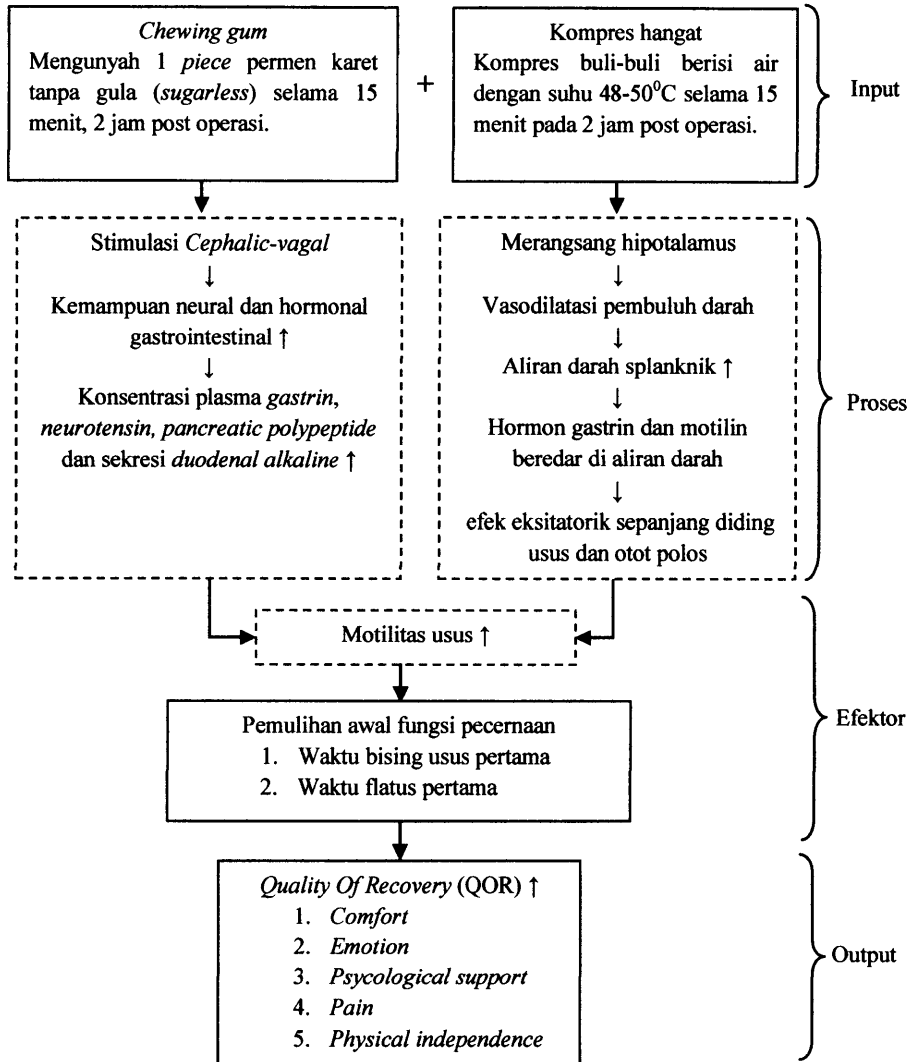 Chewing gum
Mengunyah 1 piece permen karet
tanpa gula (sugarless) selama 15
menit, 2 jam post operasi.
+
Kompres hangat
Kompres buli-buli berisi air
dengan suhu 48-50⁰C selama 15
menit pada 2 jam post operasi.
Input
Stimulasi Cephalic-vagal
↓
Kemampuan neural dan hormonal
gastrointestinal ↑
↓
Konsentrasi plasma gastrin,
neurotensin, pancreatic polypeptide
dan sekresi duodenal alkaline ↑
Merangsang hipotalamus
↓
Vasodilatasi pembuluh darah
↓
Aliran darah splanknik ↑
↓
Hormon gastrin dan motilin
beredar di aliran darah
↓
efek eksitatorik sepanjang diding
usus dan otot polos
Proses
Motilitas usus ↑
Pemulihan awal fungsi pecernaan
1. Waktu bising usus pertama
2. Waktu flatus pertama
Efektor
Quality Of Recovery (QOR) ↑
1. Comfort
2. Emotion
3. Psycological support
4. Pain
5. Physical independence
Output